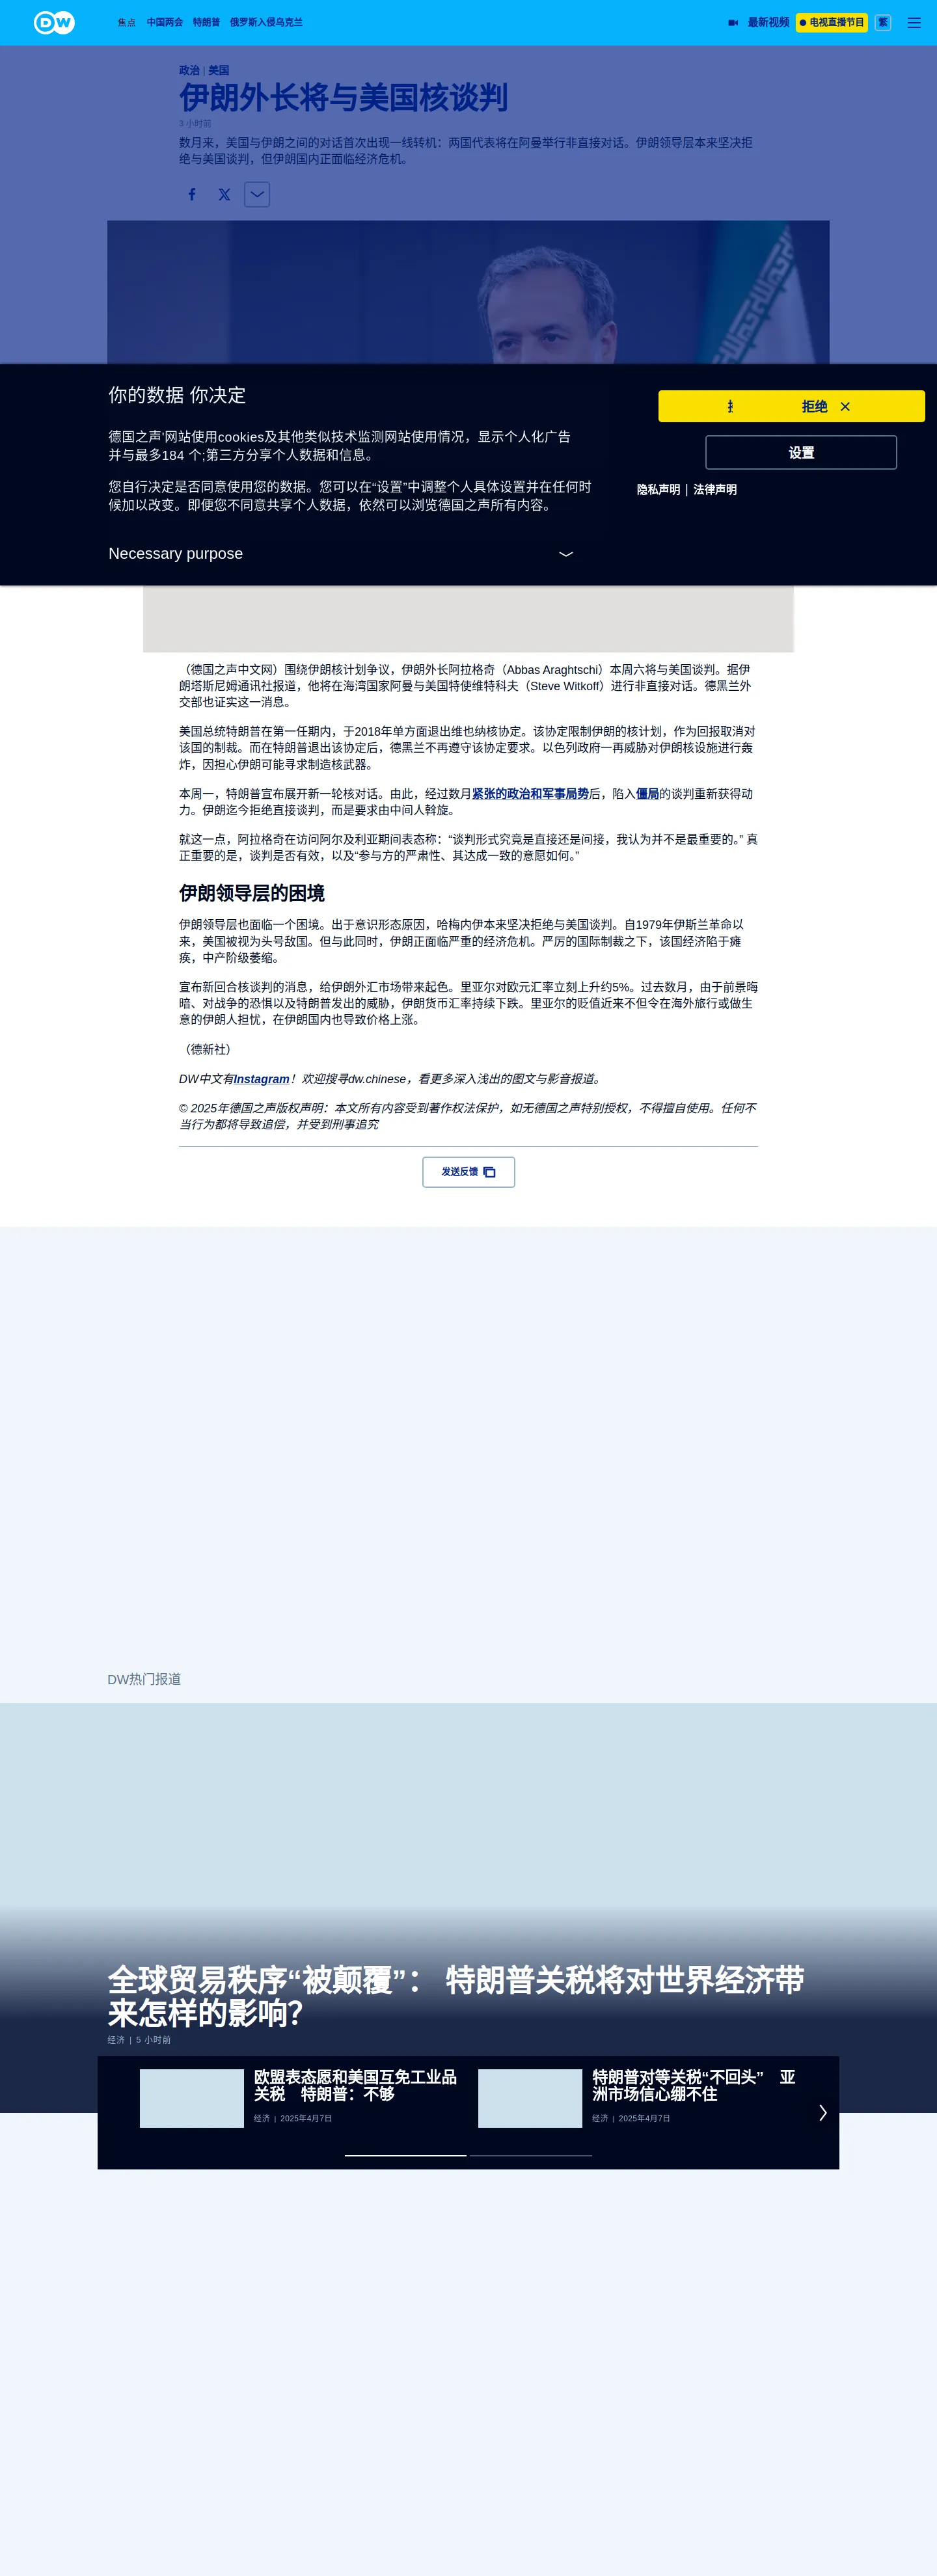 DW
焦点 中国两会 特朗普 俄罗斯入侵乌克兰
最新视频 电视直播节目 繁
政治 | 美国
伊朗外长将与美国核谈判
3 小时前
数月来，美国与伊朗之间的对话首次出现一线转机：两国代表将在阿曼举行非直接对话。伊朗领导层本来坚决拒
绝与美国谈判，但伊朗国内正面临经济危机。
你的数据 你决定
德国之声'网站使用cookies及其他类似技术监测网站使用情况，显示个人化广告
并与最多184 个;第三方分享个人数据和信息。
您自行决定是否同意使用您的数据。您可以在“设置”中调整个人具体设置并在任何时
候加以改变。即便您不同意共享个人数据，依然可以浏览德国之声所有内容。
Necessary purpose
拒绝
设置
隐私声明 | 法律声明
（德国之声中文网）围绕伊朗核计划争议，伊朗外长阿拉格奇（Abbas Araghtschi）本周六将与美国谈判。据伊
朗塔斯尼姆通讯社报道，他将在海湾国家阿曼与美国特使维特科夫（Steve Witkoff）进行非直接对话。德黑兰外
交部也证实这一消息。
美国总统特朗普在第一任期内，于2018年单方面退出维也纳核协定。该协定限制伊朗的核计划，作为回报取消对
该国的制裁。而在特朗普退出该协定后，德黑兰不再遵守该协定要求。以色列政府一再威胁对伊朗核设施进行轰
炸，因担心伊朗可能寻求制造核武器。
本周一，特朗普宣布展开新一轮核对话。由此，经过数月紧张的政治和军事局势后，陷入僵局的谈判重新获得动
力。伊朗迄今拒绝直接谈判，而是要求由中间人斡旋。
就这一点，阿拉格奇在访问阿尔及利亚期间表态称：“谈判形式究竟是直接还是间接，我认为并不是最重要的。” 真
正重要的是，谈判是否有效，以及“参与方的严肃性、其达成一致的意愿如何。”
伊朗领导层的困境
伊朗领导层也面临一个困境。出于意识形态原因，哈梅内伊本来坚决拒绝与美国谈判。自1979年伊斯兰革命以
来，美国被视为头号敌国。但与此同时，伊朗正面临严重的经济危机。严厉的国际制裁之下，该国经济陷于瘫
痪，中产阶级萎缩。
宣布新回合核谈判的消息，给伊朗外汇市场带来起色。里亚尔对欧元汇率立刻上升约5%。过去数月，由于前景晦
暗、对战争的恐惧以及特朗普发出的威胁，伊朗货币汇率持续下跌。里亚尔的贬值近来不但令在海外旅行或做生
意的伊朗人担忧，在伊朗国内也导致价格上涨。
（德新社）
DW中文有Instagram！欢迎搜寻dw.chinese，看更多深入浅出的图文与影音报道。
© 2025年德国之声版权声明：本文所有内容受到著作权法保护，如无德国之声特别授权，不得擅自使用。任何不
当行为都将导致追偿，并受到刑事追究
发送反馈
DW热门报道
全球贸易秩序“被颠覆”： 特朗普关税将对世界经济带
来怎样的影响？
经济 | 5 小时前
欧盟表态愿和美国互免工业品
关税　特朗普：不够
经济 | 2025年4月7日
特朗普对等关税“不回头”　亚
洲市场信心绷不住
经济 | 2025年4月7日